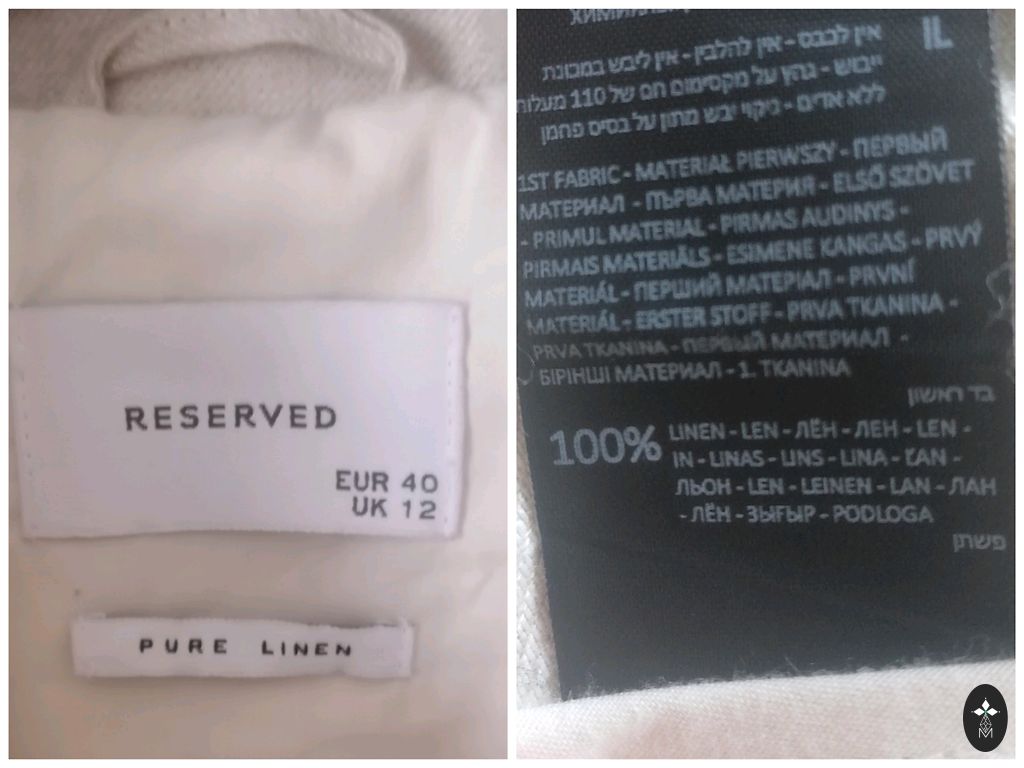 RESERVED
EUR 40
UK 12
PURE LINEN
IL
אין לכבס - אין להלבין - אין לייבש במכונת
ייבוש - גהץ על מקסימום חם של 110 מעלות
ללא אדים - ניקוי יבש מתון על בסיס פחמן
1ST FABRIC - MATERIAŁ PIERWSZY - ПЕРВЫЙ
МАТЕРИАЛ - ПЪРВА МАТЕРИЯ - ELSŐ SZÖVET
- PRIMUL MATERIAL - PIRMAS AUDINYS -
PIRMAIS MATERIĀLS - ESIMENE KANGAS - PRVÝ
MATERIÁL - ПЕРШИЙ МАТЕРІАЛ - PRVNÍ
MATERIÁL - ERSTER STOFF - PRVA TKANINA -
PRVA TKANINA - ПЕРВЫЙ МАТЕРИАЛ -
БІРІНШІ МАТЕРИАЛ - 1. TKANINA
בד ראשון
100% LINEN - LEN - ЛЁН - ЛЕН - LEN -
IN - LINAS - LINS - LINA - ĽAN -
ЛЬОН - LEN - LEINEN - LAN - ЛАН
- ЛЁН - ЗЫҒЫР - PODLOGA
פשתן
M